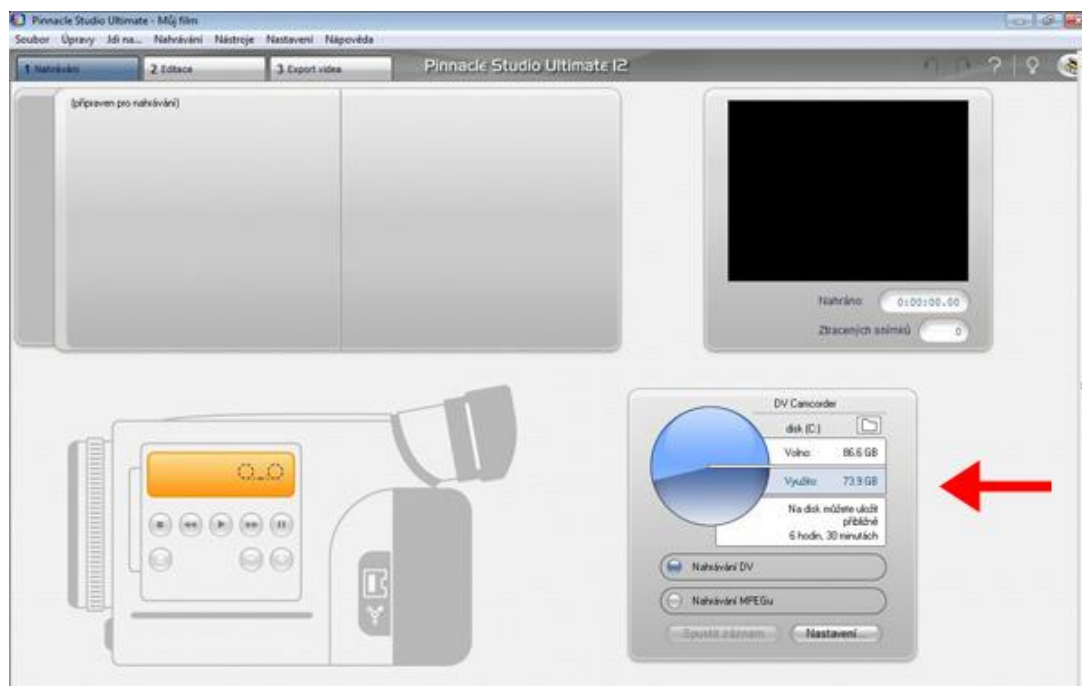 Pinnacle Studio Ultimate - Můj film
Soubor Úpravy Jdi na... Nahrávání Nástroje Nastavení Nápověda
1 Nahrávání 2 Editace 3 Export videa Pinnacle Studio Ultimate 12
(připraven pro nahrávání)
Nahráno: 0:00:00.00
Ztracených snímků 0
DV Camcorder
disk (C:)
Volno: 86.6 GB
Využito: 73.9 GB
Na disk můžete uložit
přibližně
6 hodin, 30 minutách
Nahrávání DV
Nahrávání MPEGu
Spustit záznam Nastavení...